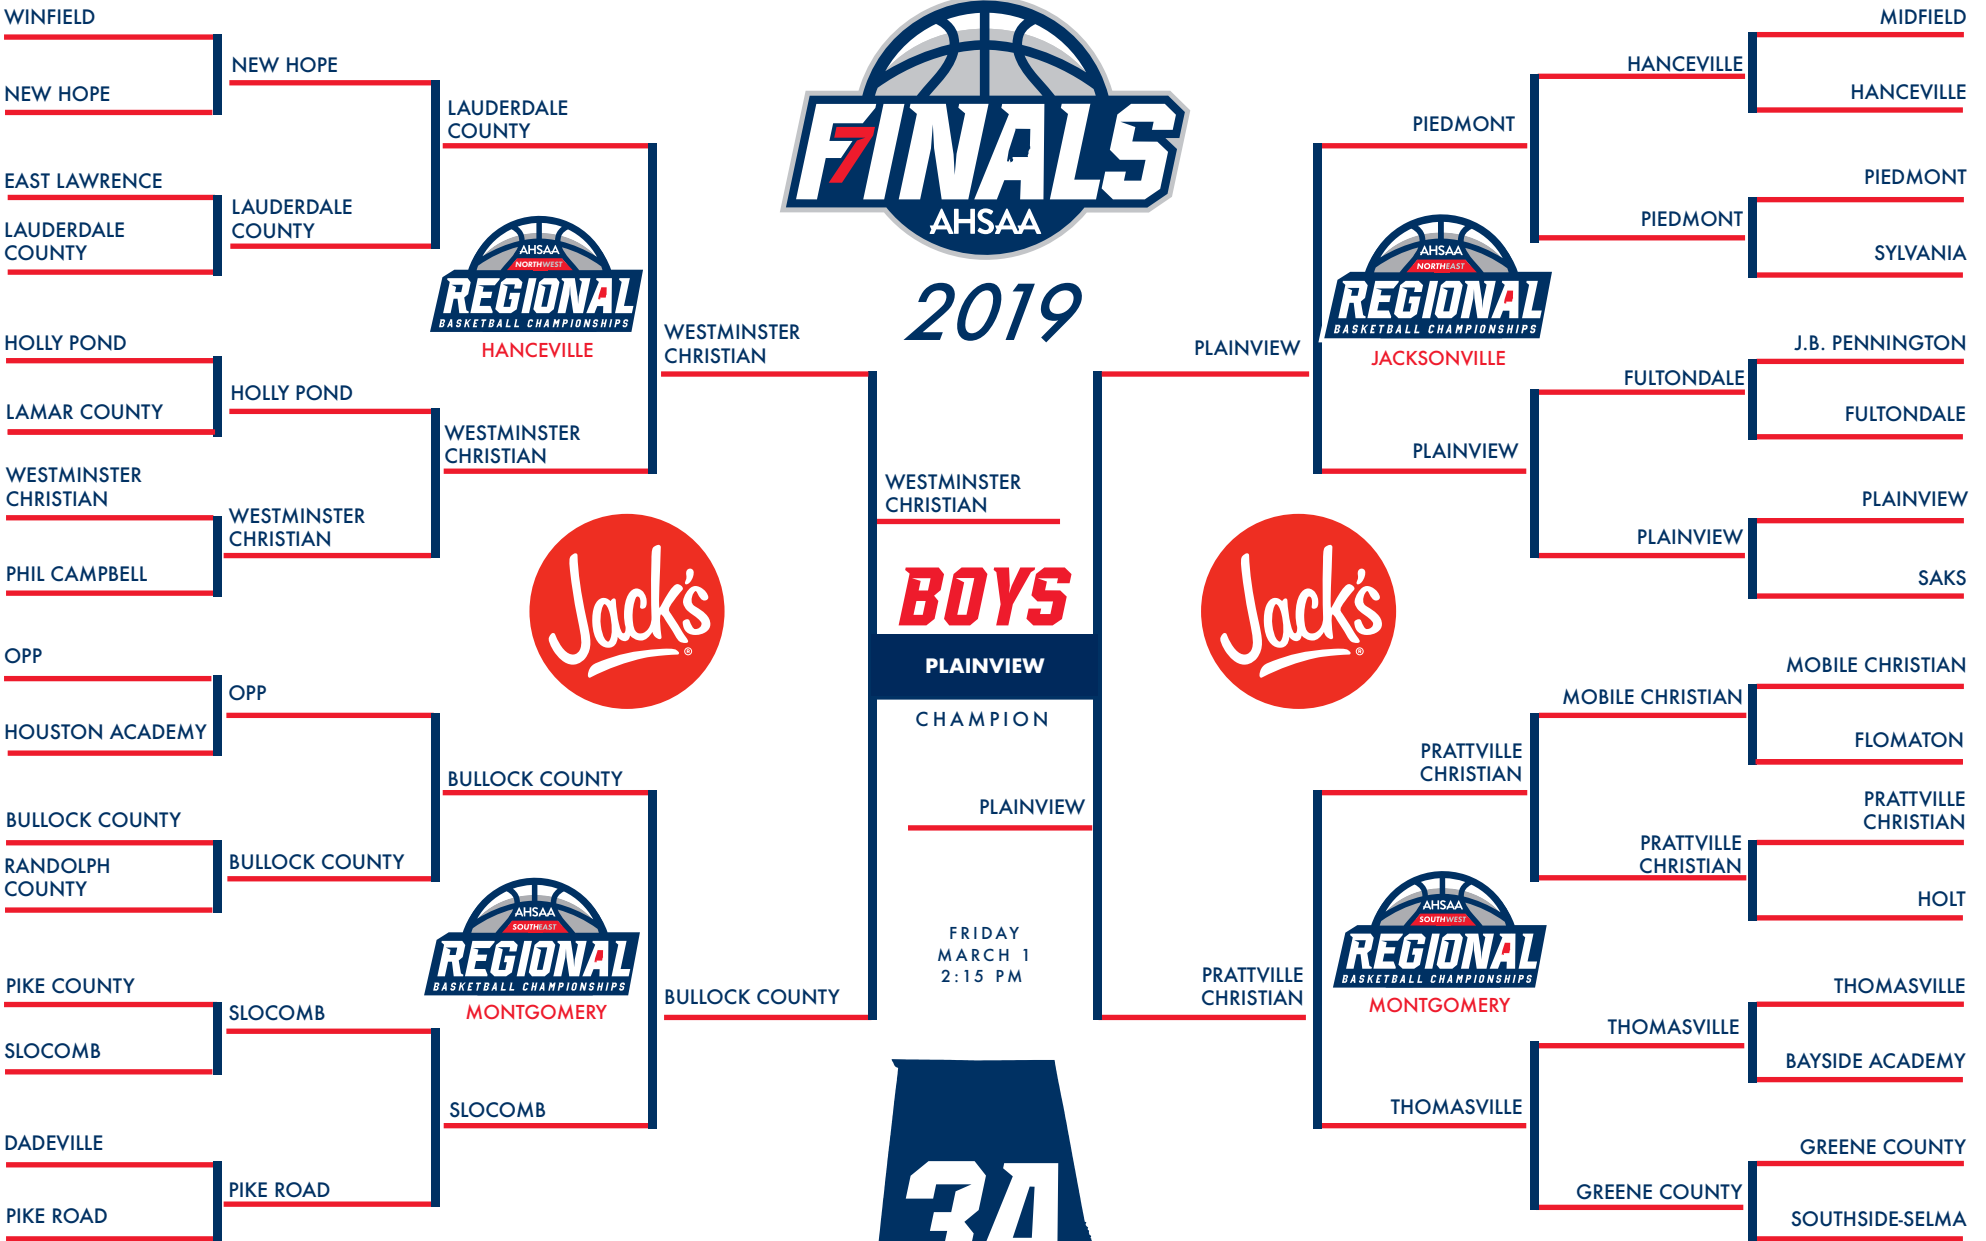 WINFIELD
NEW HOPE
EAST LAWRENCE
LAUDERDALE
COUNTY
HOLLY POND
LAMAR COUNTY
WESTMINSTER
CHRISTIAN
PHIL CAMPBELL
OPP
HOUSTON ACADEMY
BULLOCK COUNTY
RANDOLPH
COUNTY
PIKE COUNTY
SLOCOMB
DADEVILLE
PIKE ROAD
NEW HOPE
LAUDERDALE
COUNTY
HOLLY POND
WESTMINSTER
CHRISTIAN
OPP
BULLOCK COUNTY
SLOCOMB
PIKE ROAD
LAUDERDALE
COUNTY
AHSAA
NORTHWEST
REGIONAL
BASKETBALL CHAMPIONSHIPS
HANCEVILLE
WESTMINSTER
CHRISTIAN
Jack's
®
BULLOCK COUNTY
AHSAA
SOUTHEAST
REGIONAL
BASKETBALL CHAMPIONSHIPS
MONTGOMERY
SLOCOMB
WESTMINSTER
CHRISTIAN
BULLOCK COUNTY
F7INALS
AHSAA
2019
WESTMINSTER
CHRISTIAN
BOYS
PLAINVIEW
CHAMPION
PLAINVIEW
FRIDAY
MARCH 1
2:15 PM
3A
PLAINVIEW
PRATTVILLE
CHRISTIAN
PIEDMONT
AHSAA
NORTHEAST
REGIONAL
BASKETBALL CHAMPIONSHIPS
JACKSONVILLE
PLAINVIEW
Jack's
®
PRATTVILLE
CHRISTIAN
AHSAA
SOUTHWEST
REGIONAL
BASKETBALL CHAMPIONSHIPS
MONTGOMERY
THOMASVILLE
HANCEVILLE
PIEDMONT
FULTONDALE
PLAINVIEW
MOBILE CHRISTIAN
PRATTVILLE
CHRISTIAN
THOMASVILLE
GREENE COUNTY
MIDFIELD
HANCEVILLE
PIEDMONT
SYLVANIA
J.B. PENNINGTON
FULTONDALE
PLAINVIEW
SAKS
MOBILE CHRISTIAN
FLOMATON
PRATTVILLE
CHRISTIAN
HOLT
THOMASVILLE
BAYSIDE ACADEMY
GREENE COUNTY
SOUTHSIDE-SELMA